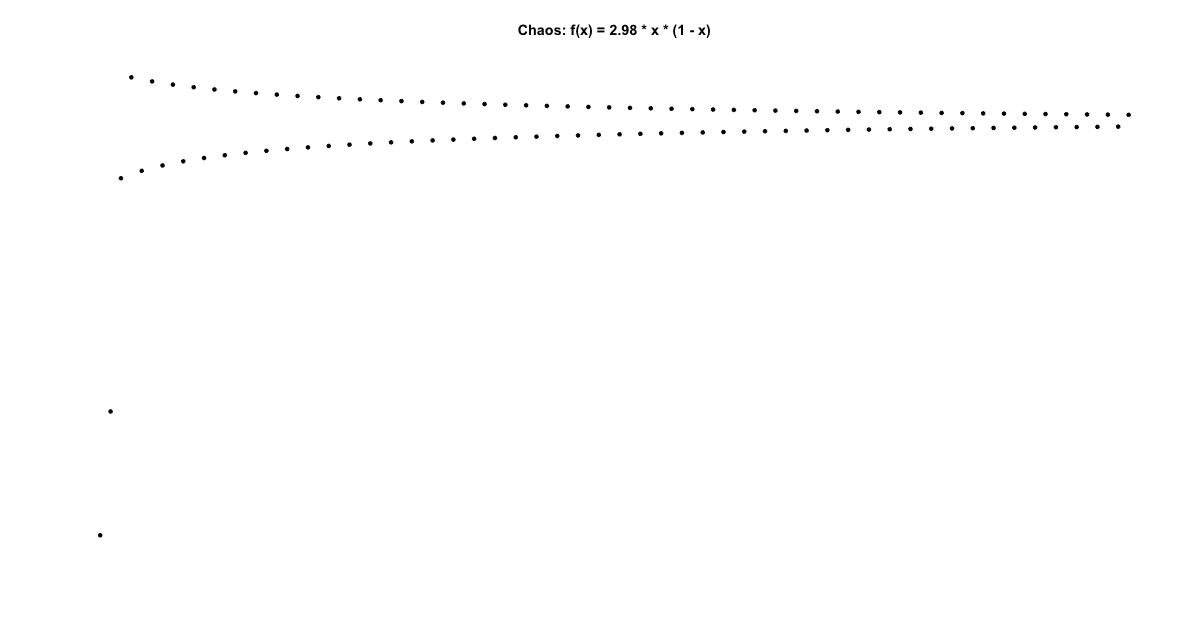 Chaos: f(x) = 2.98 * x * (1 - x)